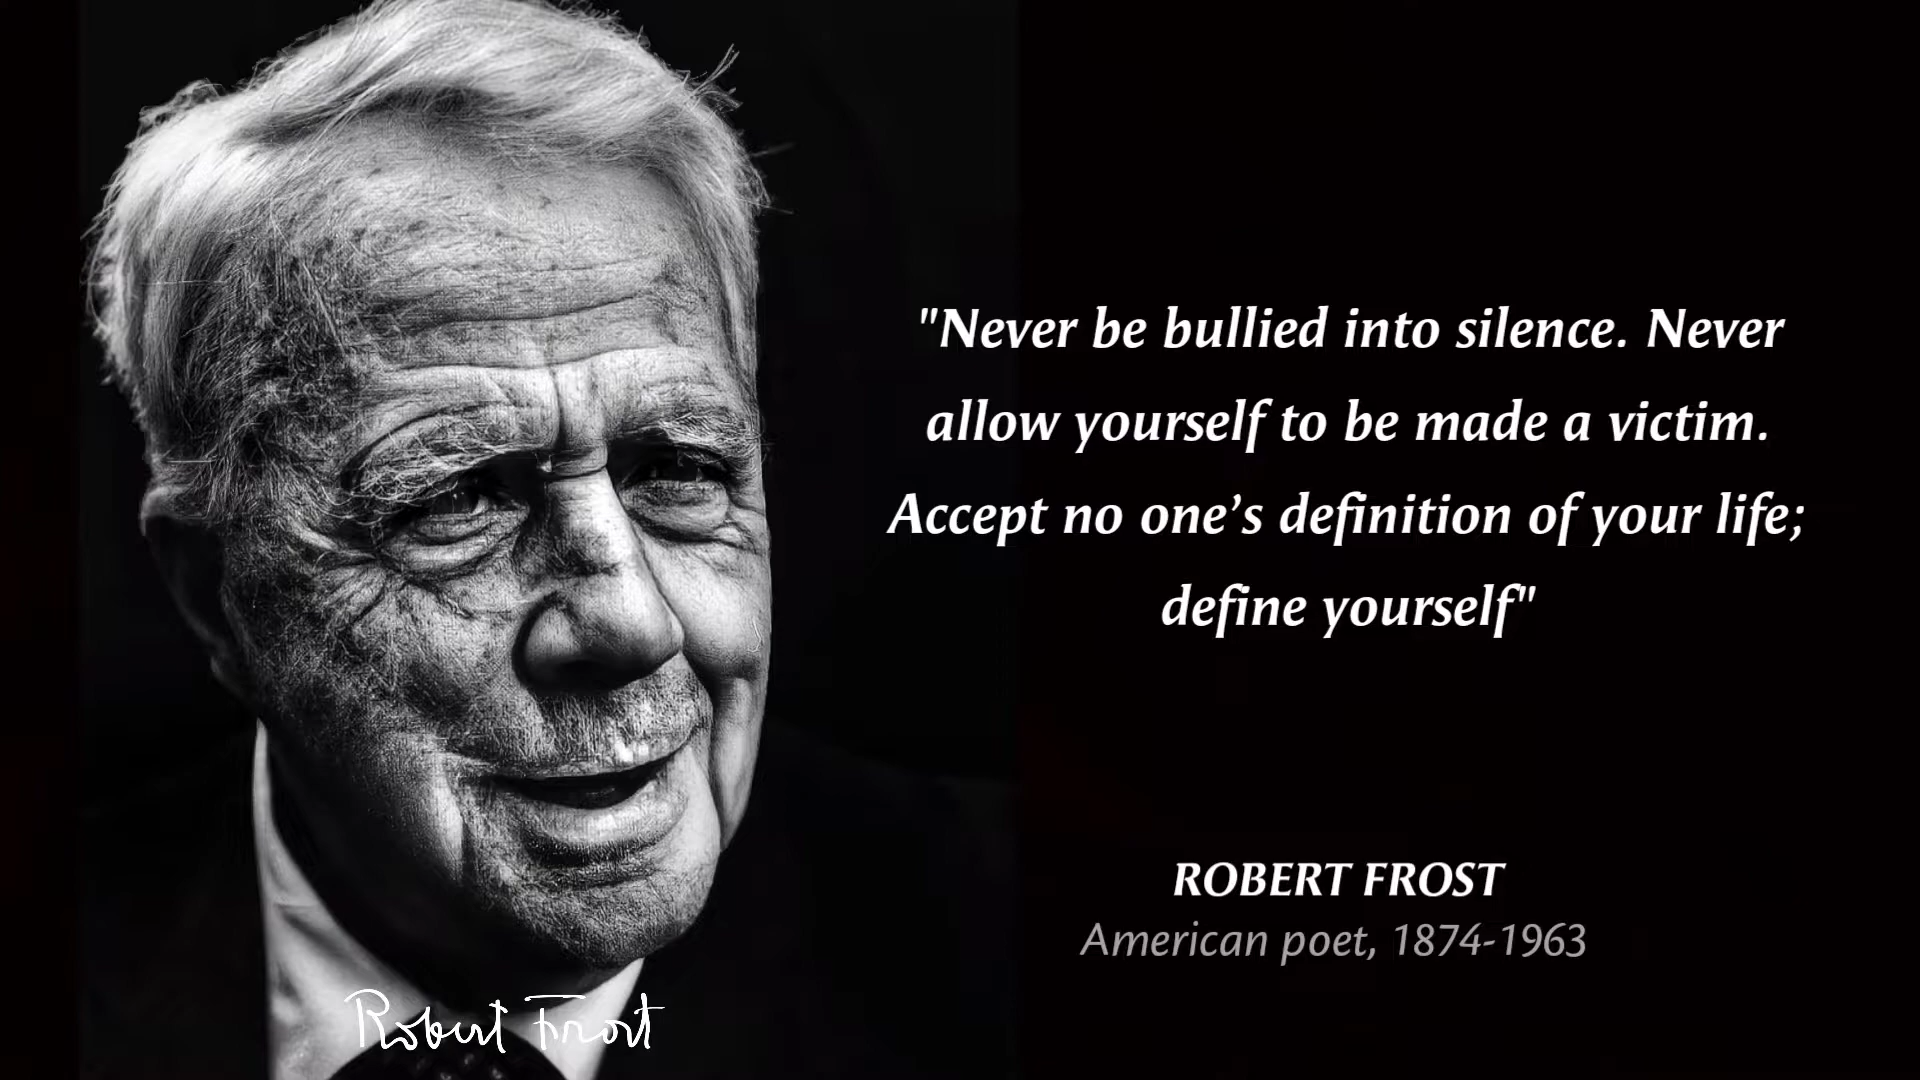 "Never be bullied into silence. Never
allow yourself to be made a victim.
Accept no one’s definition of your life;
define yourself"
ROBERT FROST
American poet, 1874-1963
Robert Frost